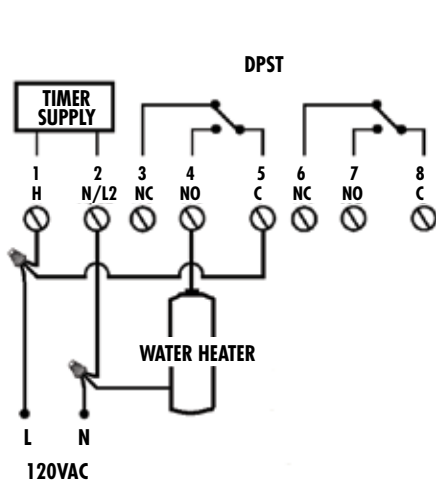 DPST
TIMER
SUPPLY
1 2 3 4 5 6 7 8
H N/L2 NC NO C NC NO C
WATER HEATER
L N
120VAC